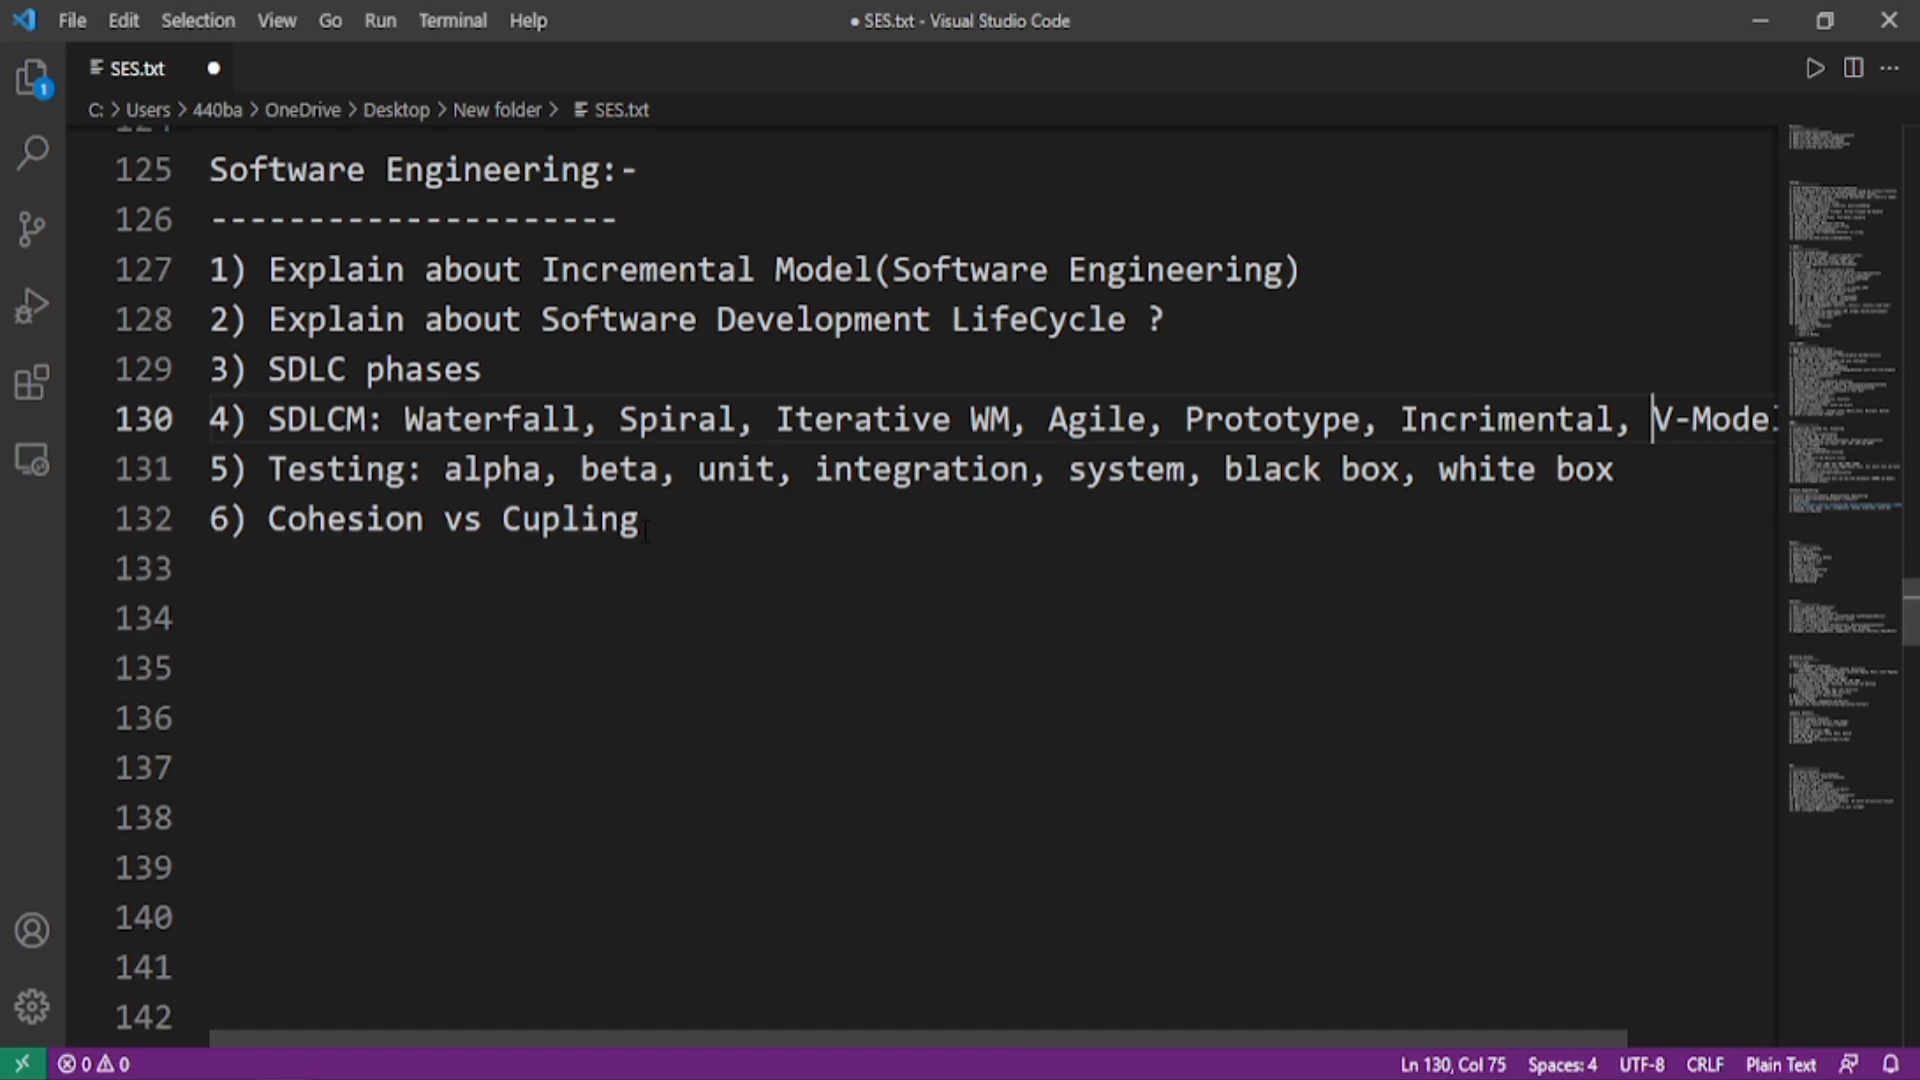 File Edit Selection View Go Run Terminal Help ● SES.txt - Visual Studio Code
SES.txt
1
C: > Users > 440ba > OneDrive > Desktop > New folder > SES.txt
125 Software Engineering:-
126 ---------------------
127 1) Explain about Incremental Model(Software Engineering)
128 2) Explain about Software Development LifeCycle ?
129 3) SDLC phases
130 4) SDLCM: Waterfall, Spiral, Iterative WM, Agile, Prototype, Incrimental, V-Model
131 5) Testing: alpha, beta, unit, integration, system, black box, white box
132 6) Cohesion vs Cupling
133
134
135
136
137
138
139
140
141
142
0 0 Ln 130, Col 75 Spaces: 4 UTF-8 CRLF Plain Text